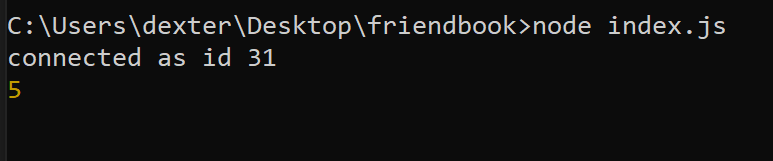 C:\Users\dexter\Desktop\friendbook>node index.js
connected as id 31
5